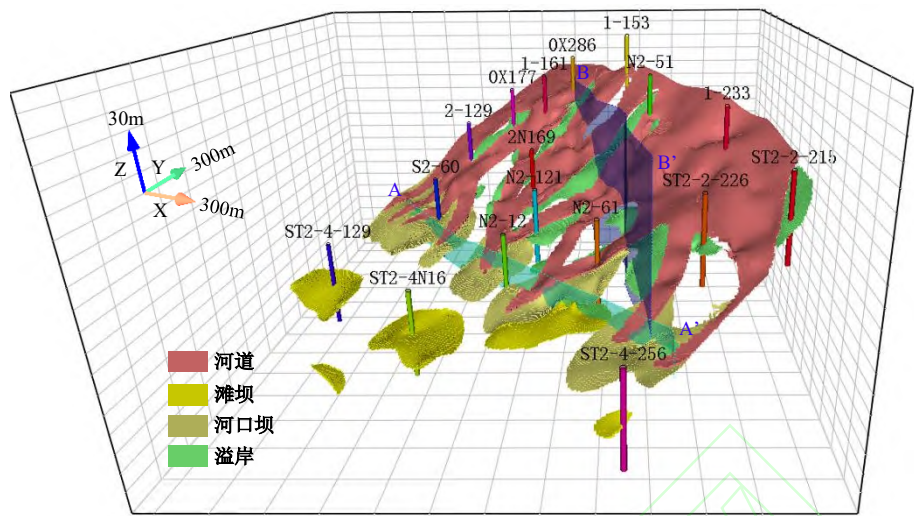 1-153
OX286
B
1-161
N2-51
OX177
1-233
30m
2-129
2N169
Z
Y
300m
B'
ST2-2-215
S2-60
N2-121
ST2-2-226
A
X
300m
N2-12
N2-61
ST2-4-129
ST2-4N16
A'
ST2-4-256
河道
滩坝
河口坝
溢岸